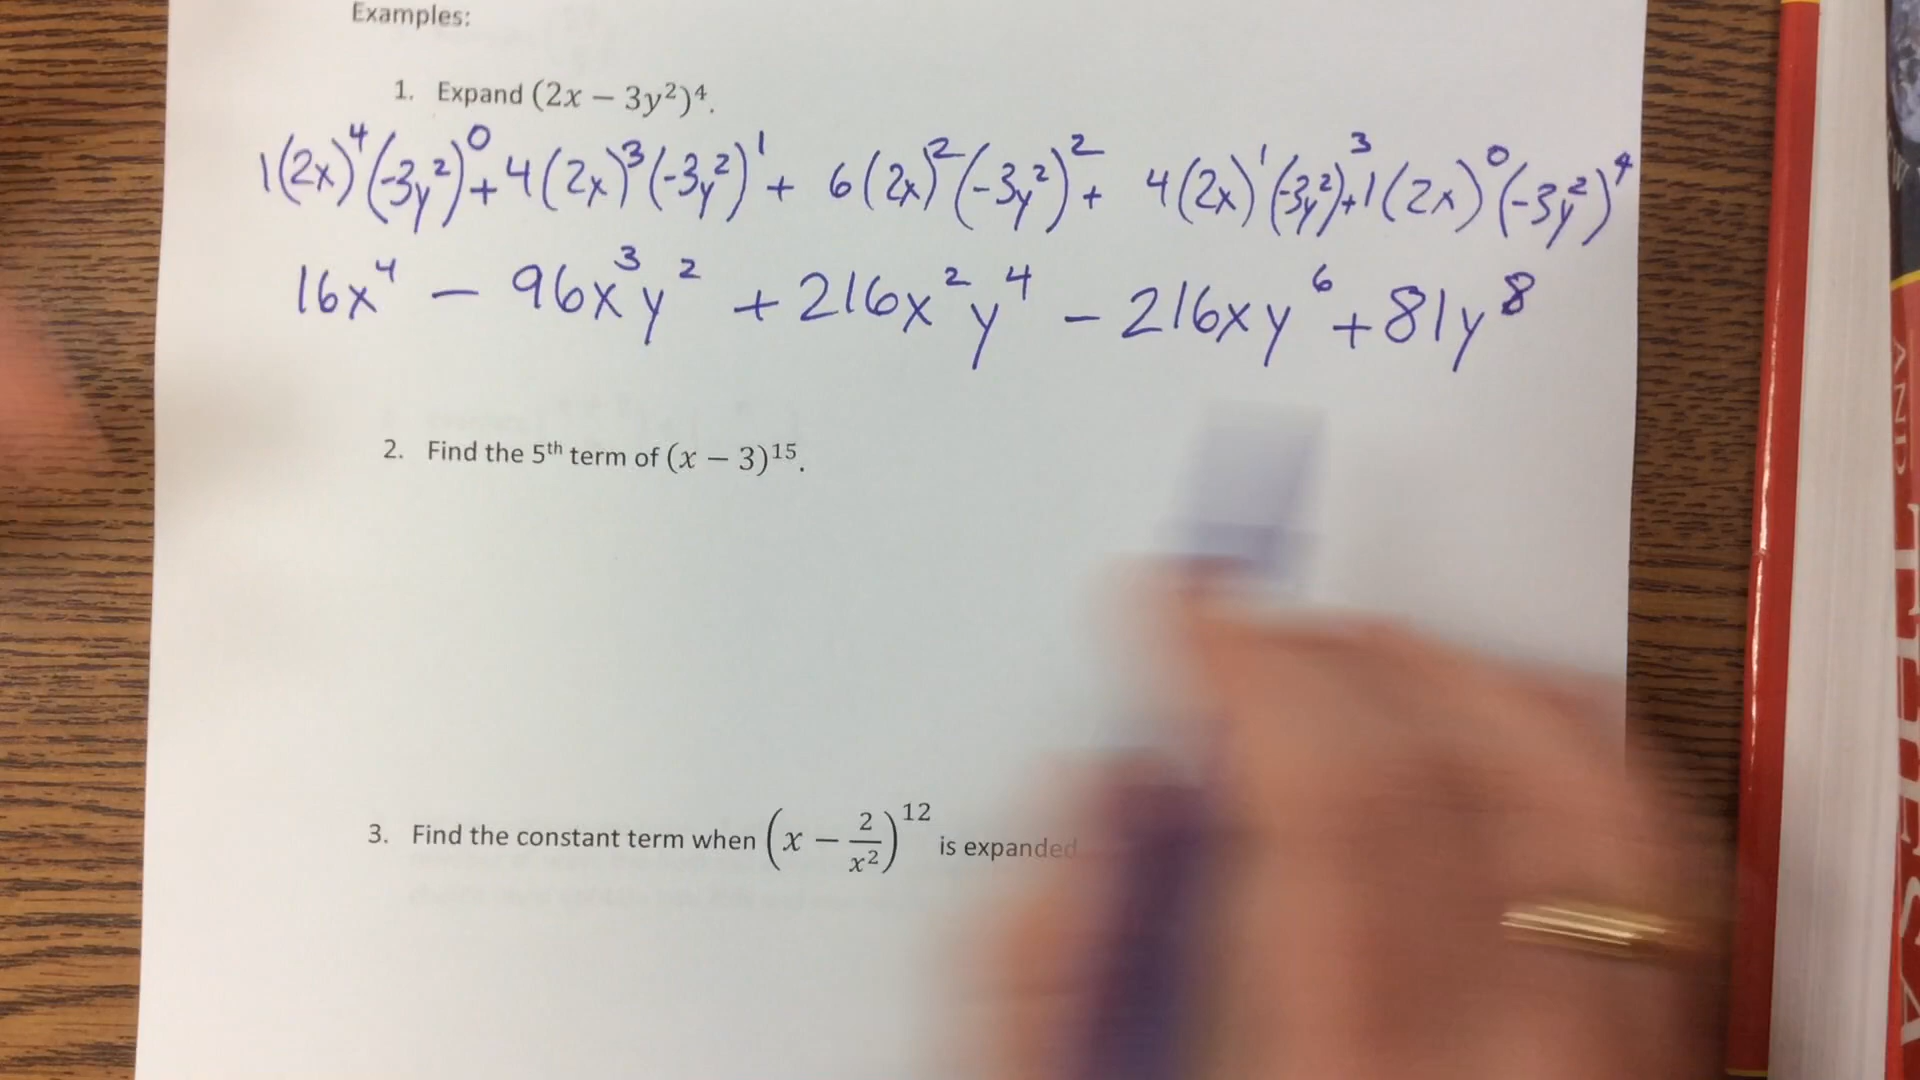 Examples:
1. Expand (2x − 3y²)⁴.
1(2x)⁴(-3y²)⁰+4(2x)³(-3y²)¹+ 6(2x)²(-3y²)²+ 4(2x)¹(-3y²)³+1(2x)⁰(-3y²)⁴
16x⁴ − 96x³y² + 216x²y⁴ − 216xy⁶ + 81y⁸
2. Find the 5ᵗʰ term of (x − 3)¹⁵.
3. Find the constant term when (x − 2/x²)¹² is expanded
AND